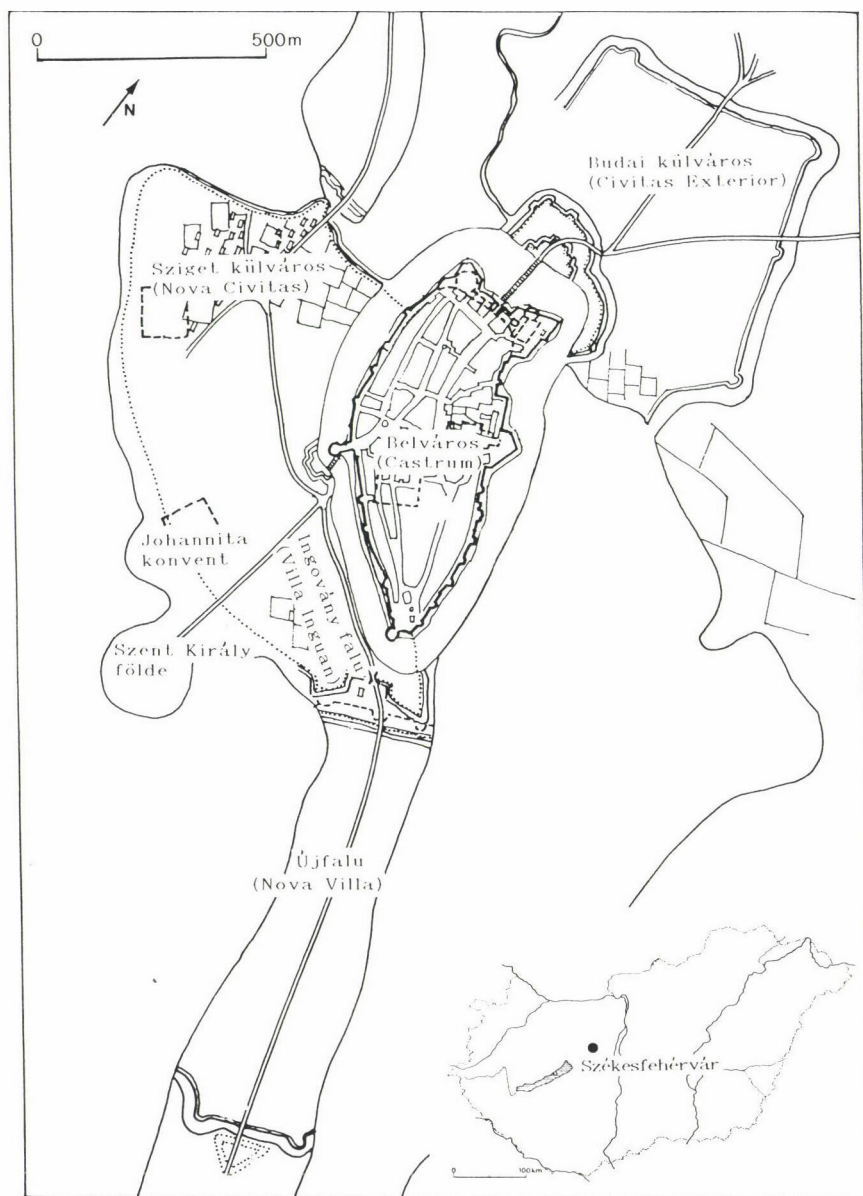 0 500m
N
Budai külváros
(Civitas Exterior)
Sziget külváros
(Nova Civitas)
Belváros
(Castrum)
Johannita
konvent
Ingovány falu
(Villa Inguan)
Szent Király
földe
Újfalu
(Nova Villa)
Székesfehérvár
0 100km